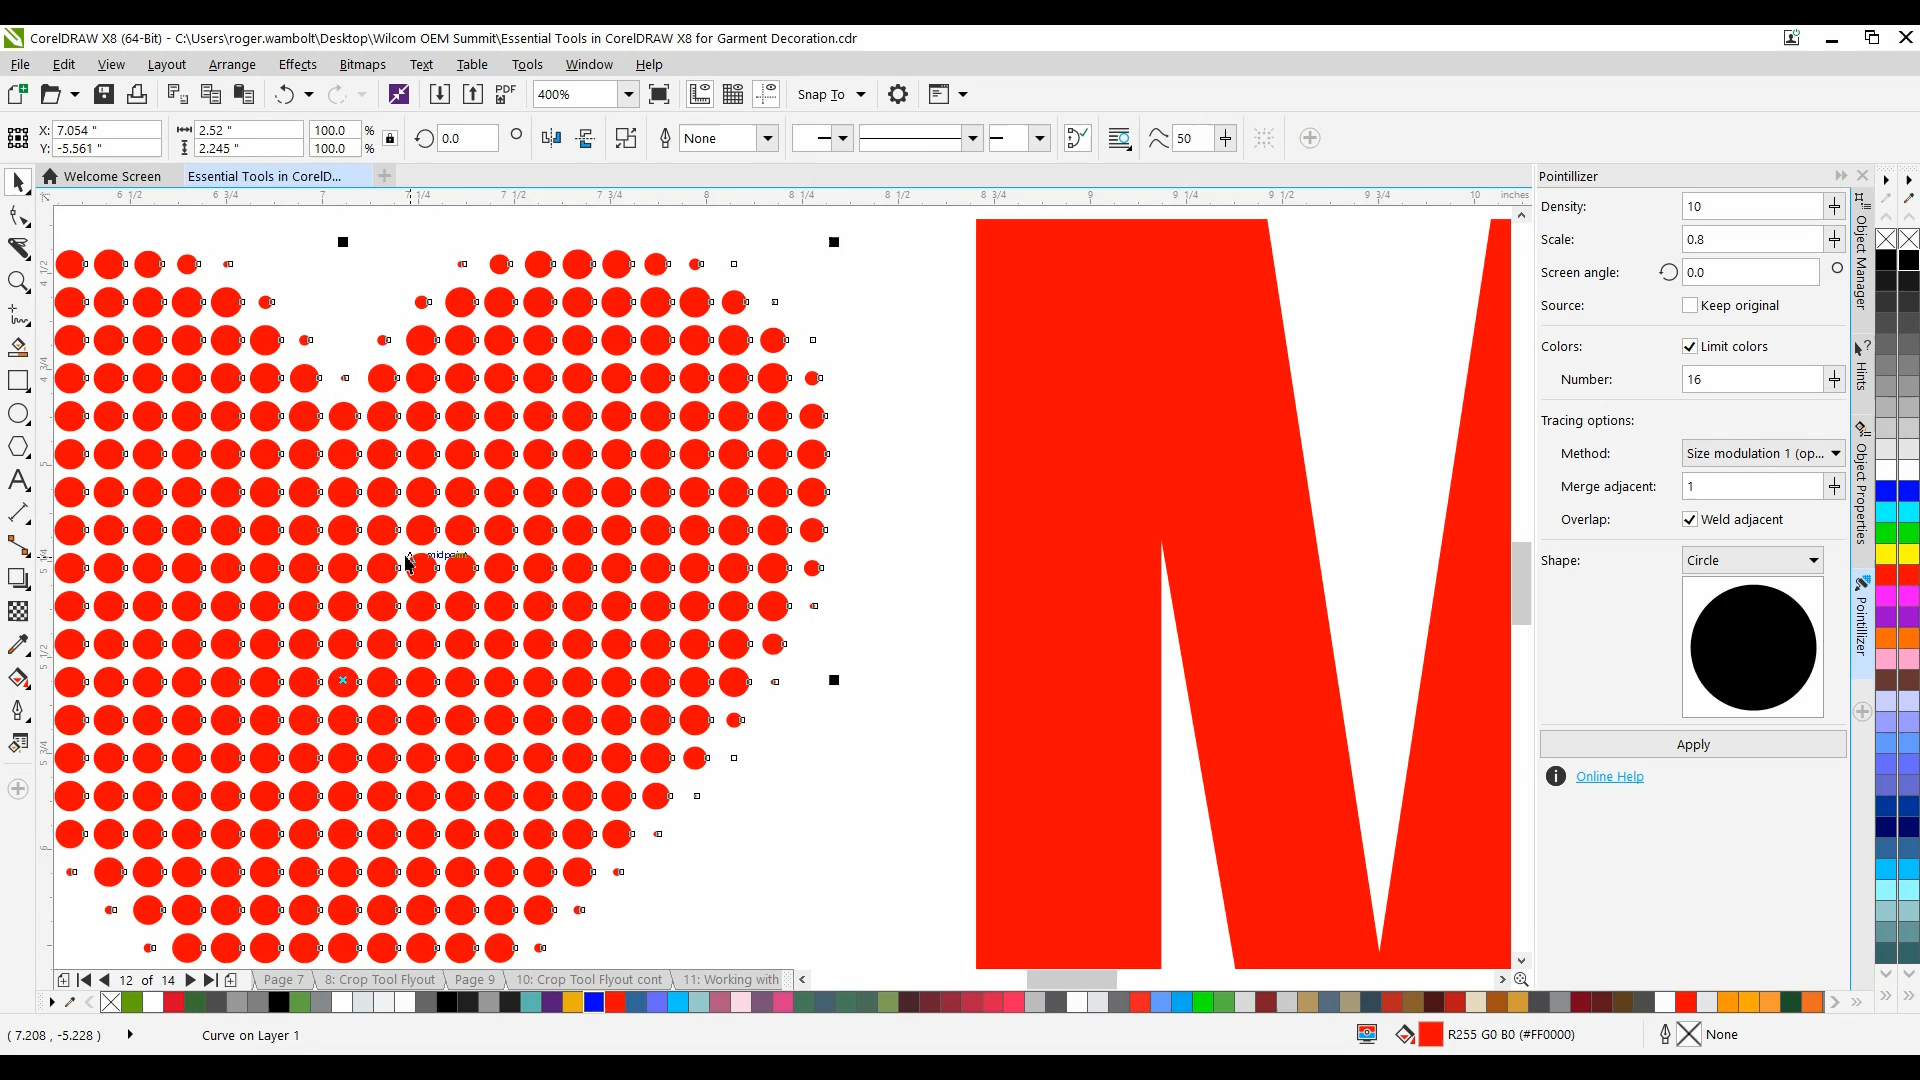 CorelDRAW X8 (64-Bit) - C:\Users\roger.wambolt\Desktop\Wilcom OEM Summit\Essential Tools in CorelDRAW X8 for Garment Decoration.cdr
File Edit View Layout Arrange Effects Bitmaps Text Table Tools Window Help
PDF 400% Snap To
X: 7.054 " 2.52 " 100.0 % 0.0 None 50
Y: -5.561 " 2.245 " 100.0 %
Welcome Screen Essential Tools in CorelD...
6 1/2 6 3/4 7 7 1/4 7 1/2 7 3/4 8 8 1/4 8 1/2 8 3/4 9 9 1/4 9 1/2 9 3/4 10 inches
midpoint
Pointillizer
Density: 10
Scale: 0.8
Screen angle: 0.0
Source: Keep original
Colors: Limit colors
Number: 16
Tracing options:
Method: Size modulation 1 (op...
Merge adjacent: 1
Overlap: Weld adjacent
Shape: Circle
Apply
Online Help
Object Manager
Hints
Object Properties
Pointillizer
12 of 14 Page 7 8: Crop Tool Flyout Page 9 10: Crop Tool Flyout cont 11: Working with
( 7.208 , -5.228 ) Curve on Layer 1 R255 G0 B0 (#FF0000) None